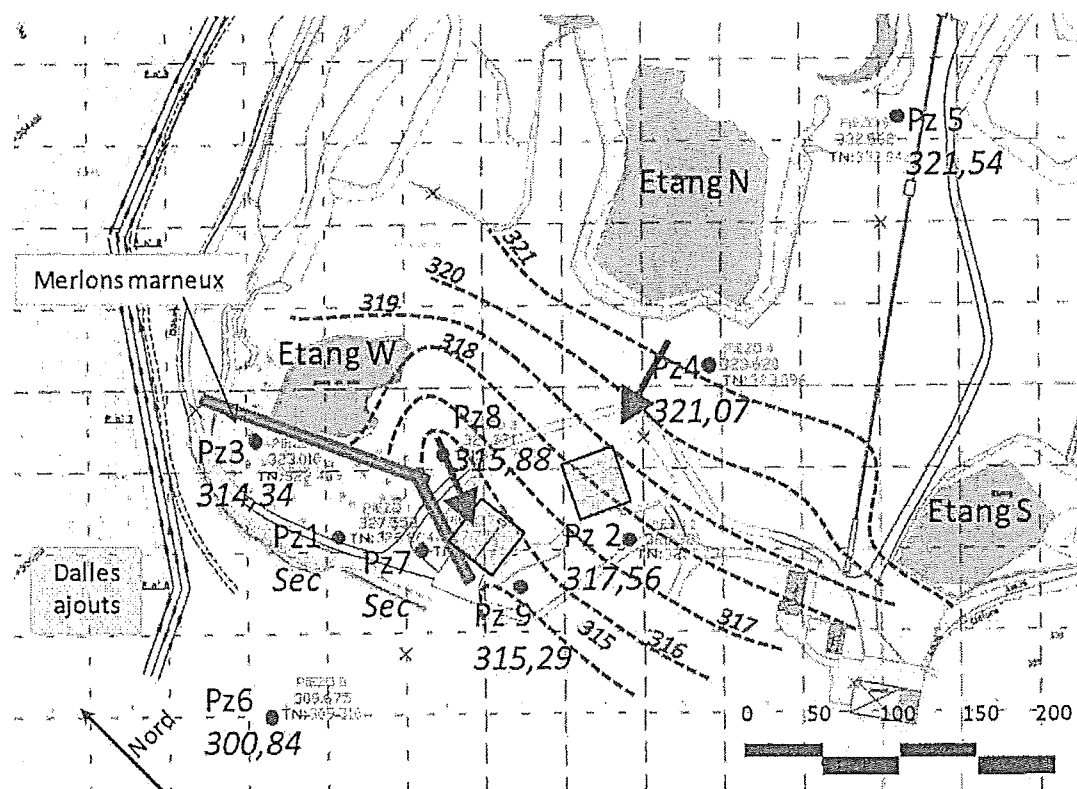 Pz 5
321,54
Etang N
321
320
319
318
Merlons marneux
Etang W
Pz4
321,07
Pz8
315,88
Pz3
314,34
Etang S
Pz1
Sec
Pz7
Sec
Pz 2
317,56
Dalles
ajouts
Pz 9
315,29
315
316
317
Pz6
300,84
Nord
0 50 100 150 200